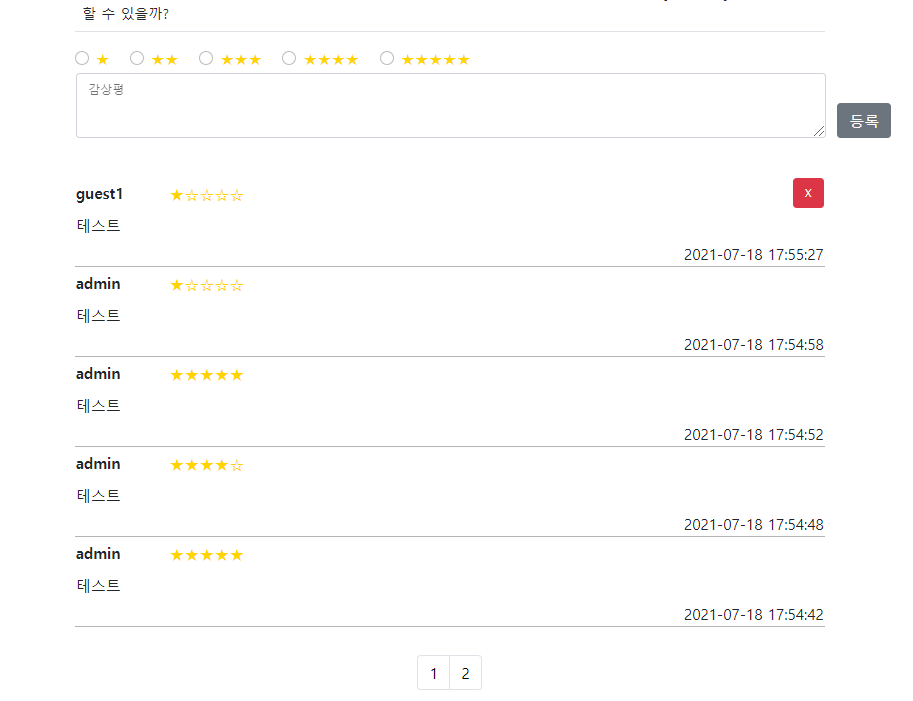 할 수 있을까?
★ ★★ ★★★ ★★★★ ★★★★★
감상평
등록
guest1 ★☆☆☆☆ x
테스트
2021-07-18 17:55:27
admin ★☆☆☆☆
테스트
2021-07-18 17:54:58
admin ★★★★★
테스트
2021-07-18 17:54:52
admin ★★★★☆
테스트
2021-07-18 17:54:48
admin ★★★★★
테스트
2021-07-18 17:54:42
1 2